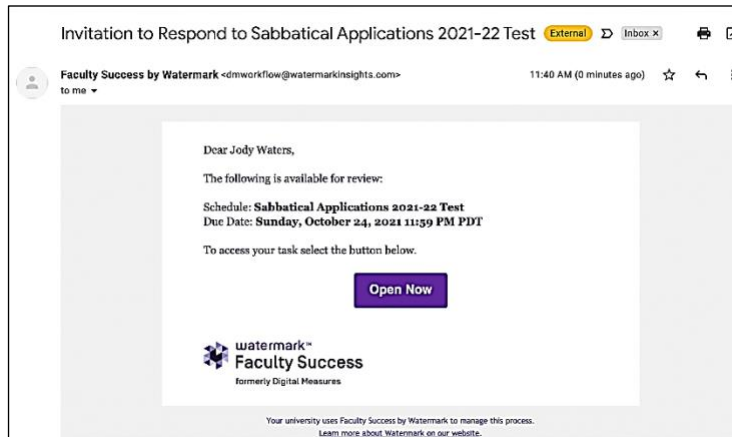 Invitation to Respond to Sabbatical Applications 2021-22 Test External Inbox ×
Faculty Success by Watermark <dmworkflow@watermarkinsights.com> 11:40 AM (0 minutes ago)
to me
Dear Jody Waters,
The following is available for review:
Schedule: Sabbatical Applications 2021-22 Test
Due Date: Sunday, October 24, 2021 11:59 PM PDT
To access your task select the button below.
Open Now
watermark™
Faculty Success
formerly Digital Measures
Your university uses Faculty Success by Watermark to manage this process.
Learn more about Watermark on our website.